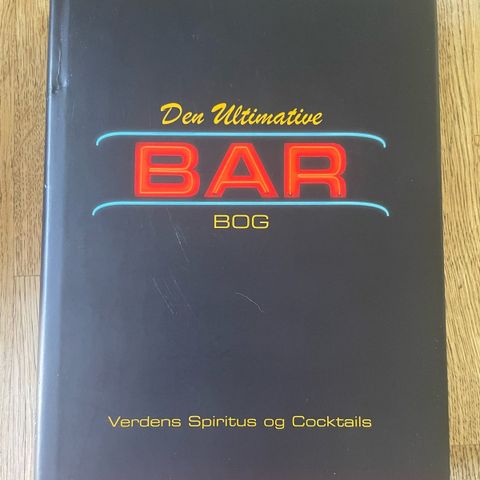 Den Ultimative
BAR
BOG
Verdens Spiritus og Cocktails